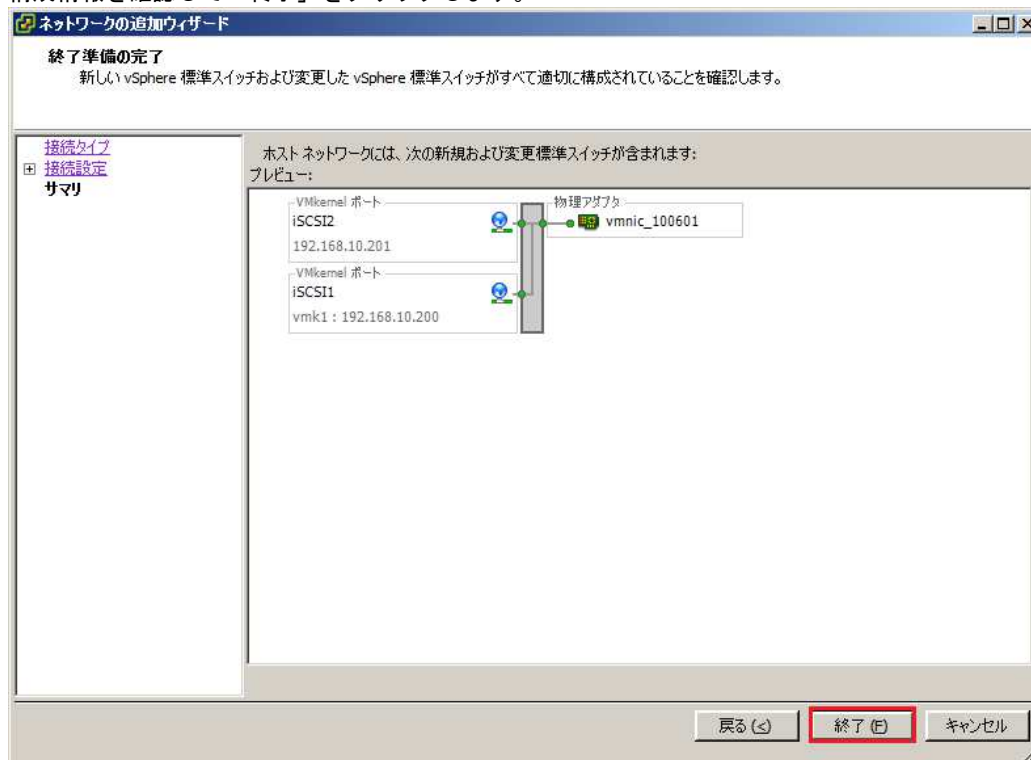 ネットワークの追加ウィザード
終了準備の完了
新しい vSphere 標準スイッチおよび変更した vSphere 標準スイッチがすべて適切に構成されていることを確認します。
接続タイプ
接続設定
サマリ
ホスト ネットワークには、次の新規および変更標準スイッチが含まれます:
プレビュー:
VMkernel ポート
iSCSI2
192.168.10.201
物理アダプタ
vmnic_100601
VMkernel ポート
iSCSI1
vmk1 : 192.168.10.200
戻る(<)
終了(F)
キャンセル